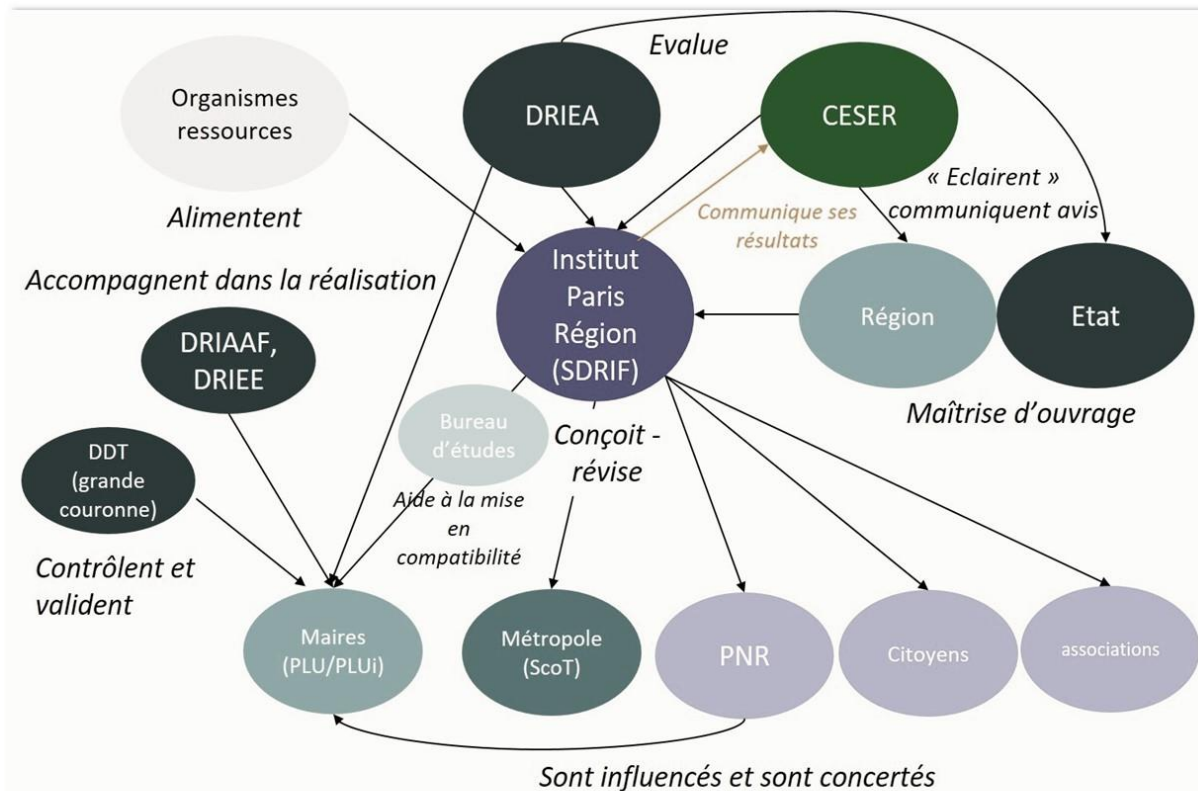 Evalue
Organismes
ressources
DRIEA
CESER
« Eclairent »
communiquent avis
Alimentent
Communique ses
résultats
Accompagnent dans la réalisation
Institut
Paris
Région
(SDRIF)
Région
Etat
DRIAAF,
DRIEE
Maîtrise d’ouvrage
Bureau
d’études
Conçoit -
révise
DDT
(grande
couronne)
Aide à la mise
en
compatibilité
Contrôlent et
valident
Maires
(PLU/PLUi)
Métropole
(ScoT)
PNR
Citoyens
associations
Sont influencés et sont concertés